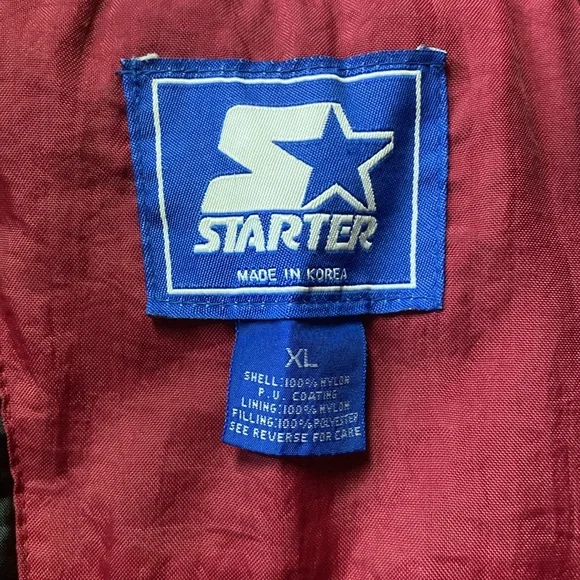 STARTER
MADE IN KOREA
XL
SHELL:100% NYLON
P.U. COATING
LINING:100% NYLON
FILLING:100% POLYESTER
SEE REVERSE FOR CARE